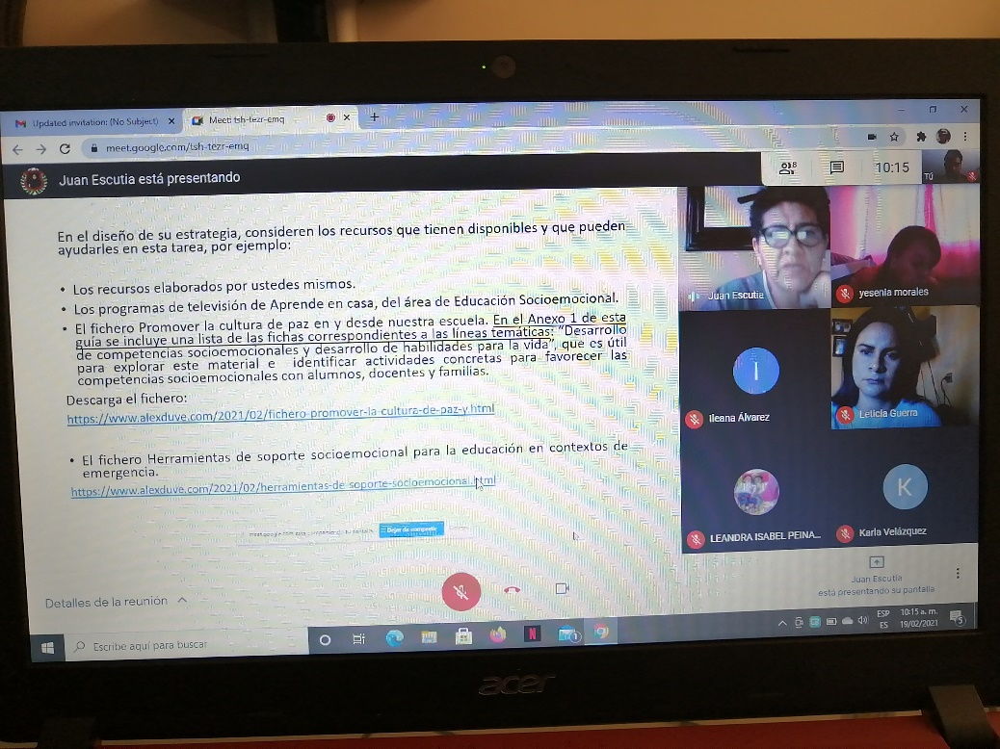 Updated invitation: (No Subject)
Meet: tsh-tezr-emq
meet.google.com/tsh-tezr-emq
Juan Escutia está presentando
8
10:15
Tú
En el diseño de su estrategia, consideren los recursos que tienen disponibles y que pueden
ayudarles en esta tarea, por ejemplo:
• Los recursos elaborados por ustedes mismos.
• Los programas de televisión de Aprende en casa, del área de Educación Socioemocional.
• El fichero Promover la cultura de paz en y desde nuestra escuela. En el Anexo 1 de esta
guía se incluye una lista de las fichas correspondientes a las líneas temáticas: "Desarrollo
de competencias socioemocionales y desarrollo de habilidades para la vida", que es útil
para explorar este material e identificar actividades concretas para favorecer las
competencias socioemocionales con alumnos, docentes y familias.
Descarga el fichero:
https://www.alexduve.com/2021/02/fichero-promover-la-cultura-de-paz-y.html
• El fichero Herramientas de soporte socioemocional para la educación en contextos de
emergencia.
https://www.alexduve.com/2021/02/herramientas-de-soporte-socioemocional.html
Dejar de compartir
Juan Escutia
yesenia morales
I
Ileana Álvarez
Leticia Guerra
LEANDRA ISABEL PEINA...
K
Karla Velázquez
Detalles de la reunión
Juan Escutia
está presentando su pantalla
Escribe aquí para buscar
N
1
ESP
ES
10:15 a. m.
19/02/2021
5
acer